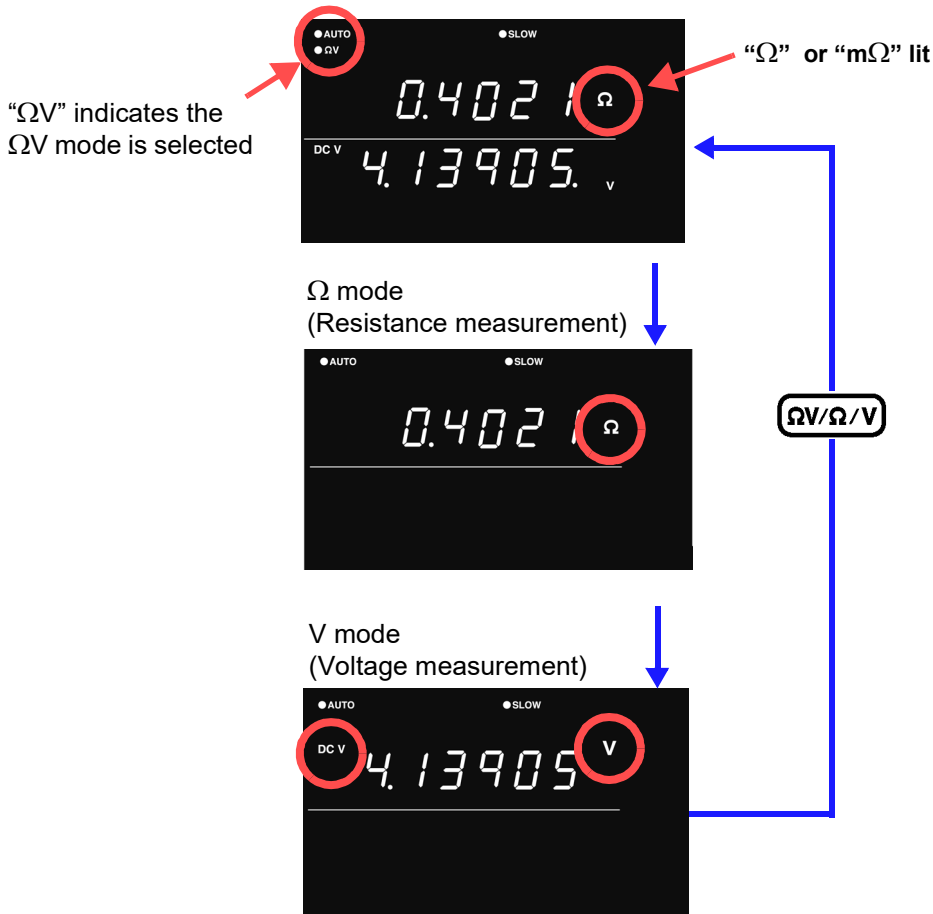 ● AUTO ● SLOW
● ΩV
“Ω” or “mΩ” lit
0.4021 Ω
“ΩV” indicates the
ΩV mode is selected
DC V 4.13905. V
Ω mode
(Resistance measurement)
● AUTO ● SLOW
0.4021 Ω
ΩV/Ω/V
V mode
(Voltage measurement)
● AUTO ● SLOW
DC V 4.13905 V